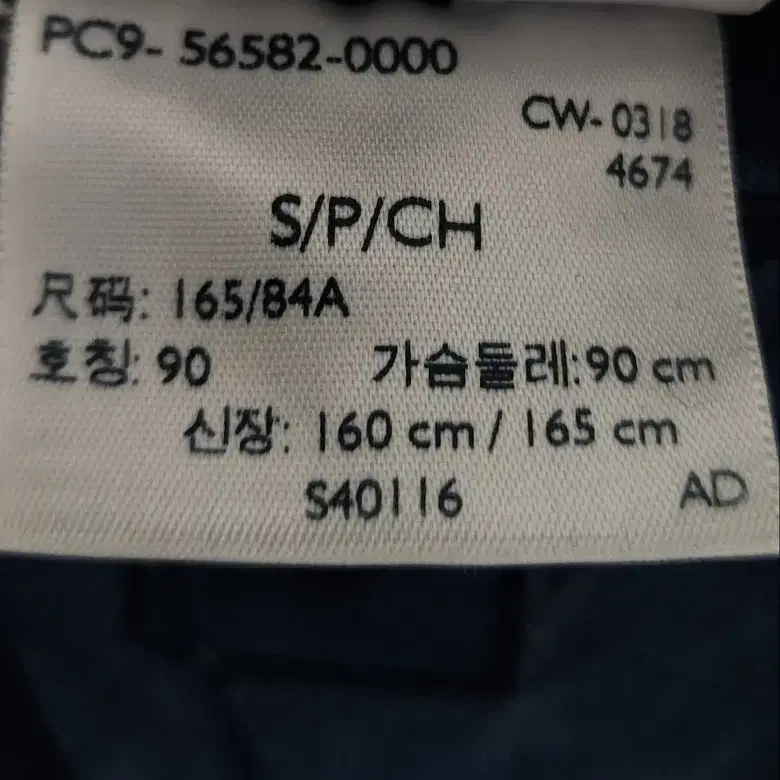 PC9- 56582-0000
CW-0318
4674
S/P/CH
尺码: 165/84A
호칭: 90 가슴둘레:90 cm
신장: 160 cm / 165 cm
S40116 AD